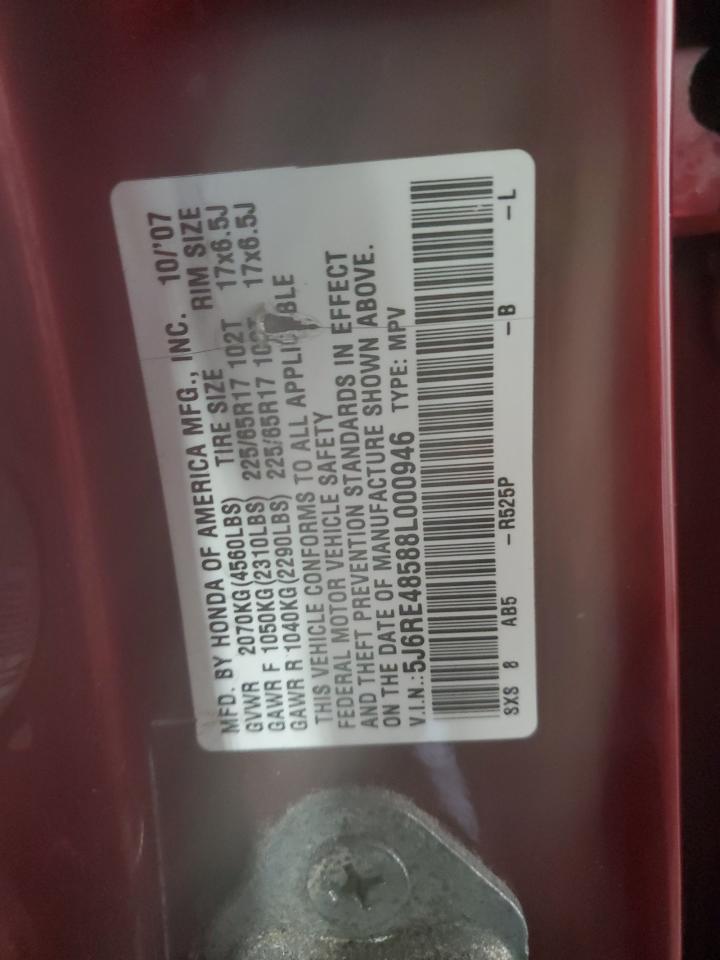 MFD. BY HONDA OF AMERICA MFG., INC. 10/'07
GVWR 2070KG(4560LBS) TIRE SIZE RIM SIZE
GAWR F 1050KG(2310LBS) 225/65R17 102T 17x6.5J
GAWR R 1040KG(2290LBS) 225/65R17 102T 17x6.5J
THIS VEHICLE CONFORMS TO ALL APPLICABLE
FEDERAL MOTOR VEHICLE SAFETY
AND THEFT PREVENTION STANDARDS IN EFFECT
ON THE DATE OF MANUFACTURE SHOWN ABOVE.
V.I.N.:5J6RE48588L000946 TYPE: MPV
SXS 8 AB5 -R525P -B -L